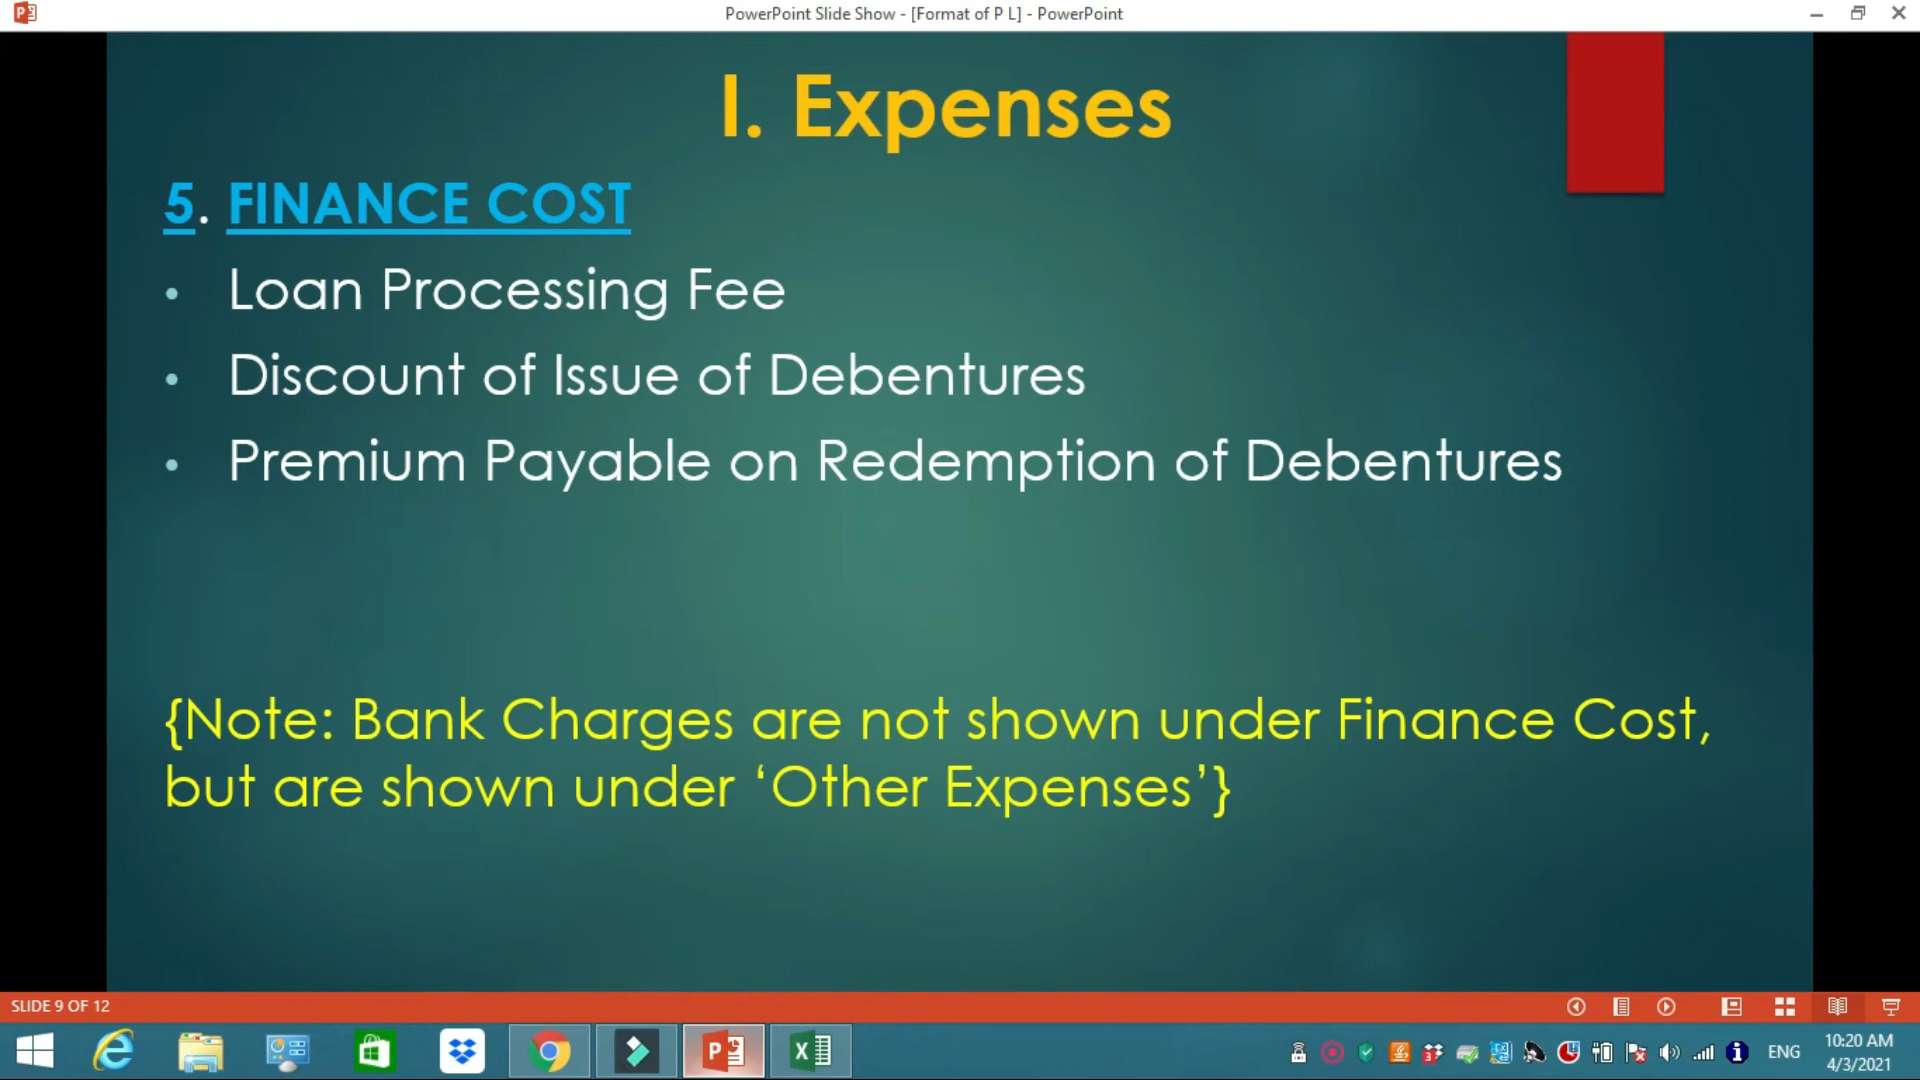 PowerPoint Slide Show - [Format of P L] - PowerPoint
I. Expenses
5. FINANCE COST
• Loan Processing Fee
• Discount of Issue of Debentures
• Premium Payable on Redemption of Debentures
{Note: Bank Charges are not shown under Finance Cost,
but are shown under ‘Other Expenses’}
SLIDE 9 OF 12
ENG
10:20 AM
4/3/2021